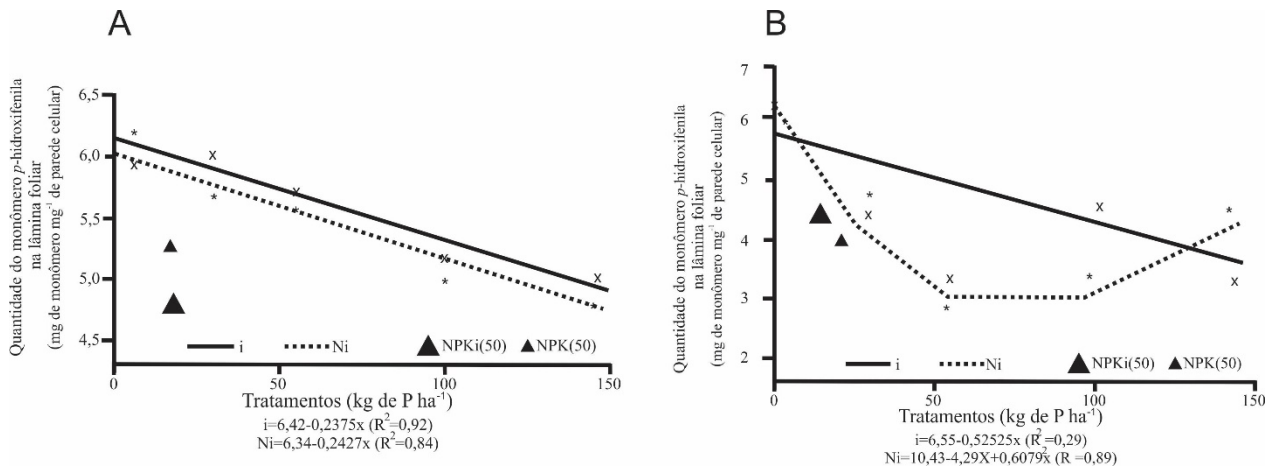 A
Quantidade do monômero p-hidroxifenila
na lâmina foliar
(mg de monômero mg⁻¹ de parede celular)
6,5
6,0
5,5
5,0
4,5
i
Ni
NPKi(50)
NPK(50)
0
50
100
150
Tratamentos (kg de P ha⁻¹)
i=6,42-0,2375x (R²=0,92)
Ni=6,34-0,2427x (R²=0,84)
B
Quantidade do monômero p-hidroxifenila
na lâmina foliar
(mg de monômero mg⁻¹ de parede celular)
7
6
5
4
3
2
i
Ni
NPKi(50)
NPK(50)
0
50
100
150
Tratamentos (kg de P ha⁻¹)
i=6,55-0,52525x (R²=0,29)
Ni=10,43-4,29X+0,6079x² (R =0,89)